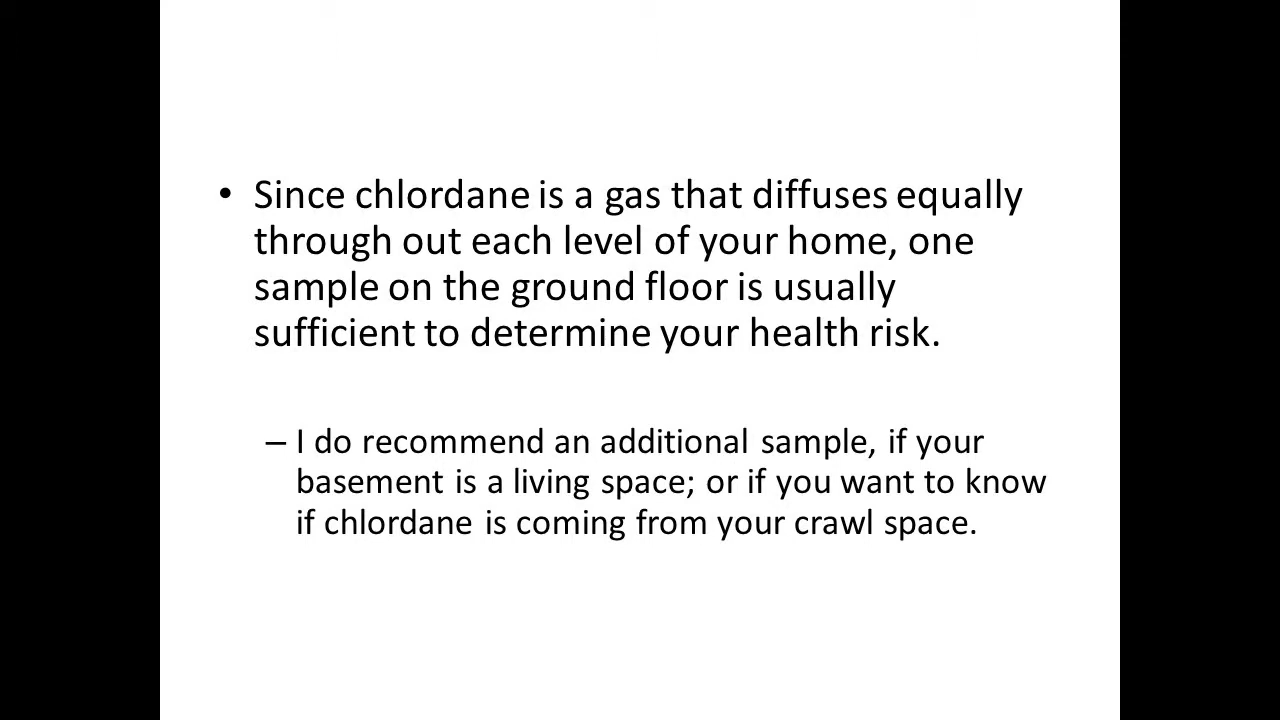 • Since chlordane is a gas that diffuses equally
through out each level of your home, one
sample on the ground floor is usually
sufficient to determine your health risk.
– I do recommend an additional sample, if your
basement is a living space; or if you want to know
if chlordane is coming from your crawl space.